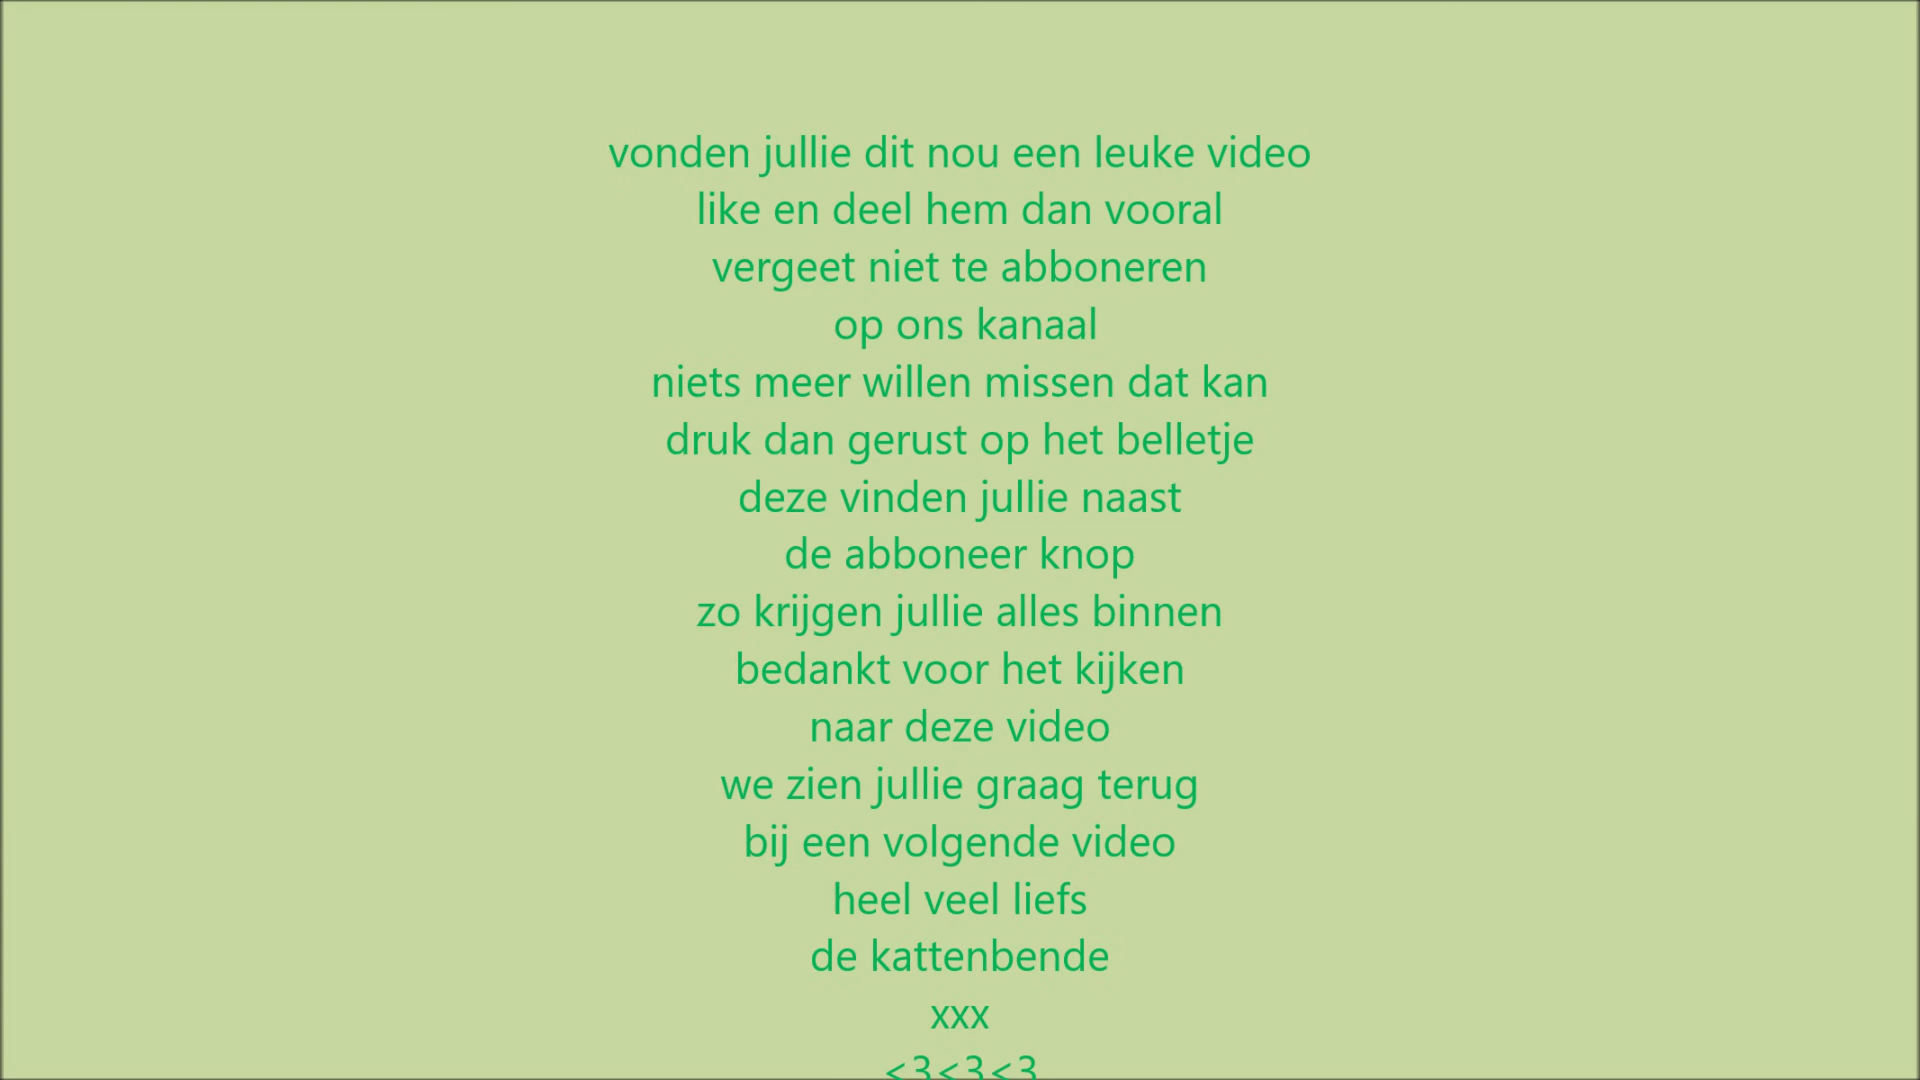 vonden jullie dit nou een leuke video
like en deel hem dan vooral
vergeet niet te abboneren
op ons kanaal
niets meer willen missen dat kan
druk dan gerust op het belletje
deze vinden jullie naast
de abboneer knop
zo krijgen jullie alles binnen
bedankt voor het kijken
naar deze video
we zien jullie graag terug
bij een volgende video
heel veel liefs
de kattenbende
xxx
<3<3<3